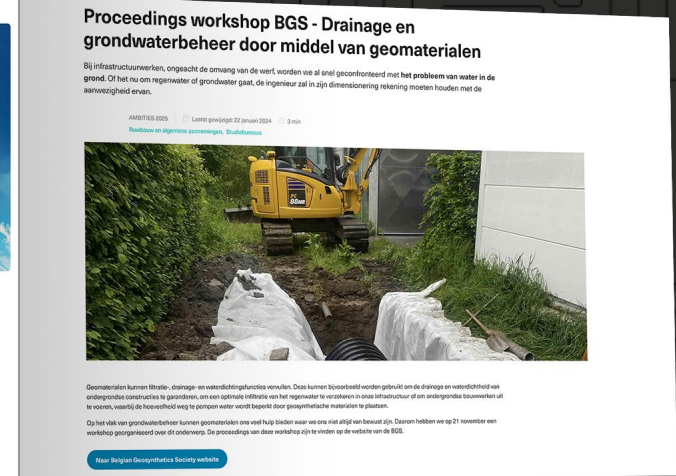 Proceedings workshop BGS - Drainage en
grondwaterbeheer door middel van geomaterialen
Bij infrastructuurwerken, ongeacht de omvang van de werf, worden we al snel geconfronteerd met het probleem van water in de
grond. Of het nu om regenwater of grondwater gaat, de ingenieur zal in zijn dimensionering rekening moeten houden met de
aanwezigheid ervan.
AMBITIES 2025 Laatst gewijzigd: 22 januari 2024 3 min
Ruwbouw en algemene aannemingen, Studiebureaus
PC
88MR
Geomaterialen kunnen filtratie-, drainage- en waterdichtingsfuncties vervullen. Deze kunnen bijvoorbeeld worden gebruikt om de drainage en waterdichtheid van
ondergrondse constructies te garanderen, om een optimale infiltratie van het regenwater te verzekeren in onze infrastructuur of om ondergrondse bouwwerken uit
te voeren, waarbij de hoeveelheid weg te pompen water wordt beperkt door geosynthetische materialen te plaatsen.
Op het vlak van grondwaterbeheer kunnen geomaterialen ons veel hulp bieden waar we ons niet altijd van bewust zijn. Daarom hebben we op 21 november een
workshop georganiseerd over dit onderwerp. De proceedings van deze workshop zijn te vinden op de website van de BGS.
Naar Belgian Geosynthetics Society website